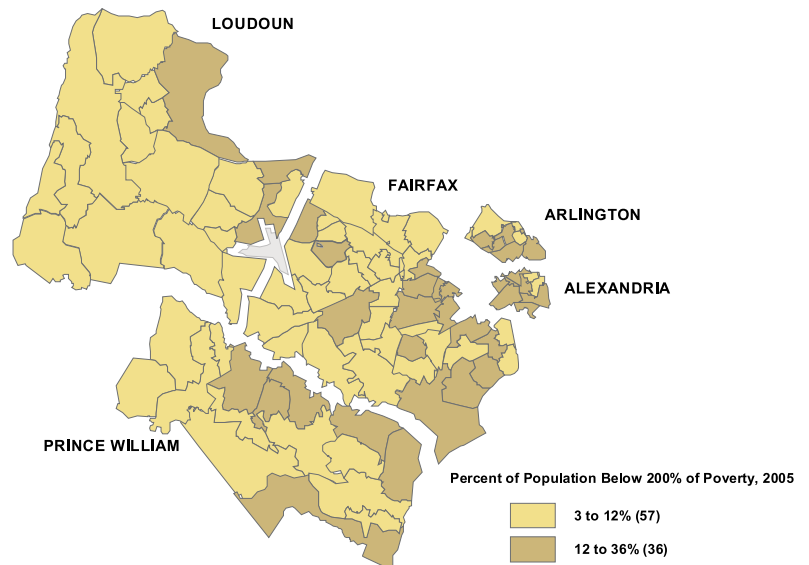 LOUDOUN
FAIRFAX
ARLINGTON
ALEXANDRIA
PRINCE WILLIAM
Percent of Population Below 200% of Poverty, 2005
3 to 12% (57)
12 to 36% (36)